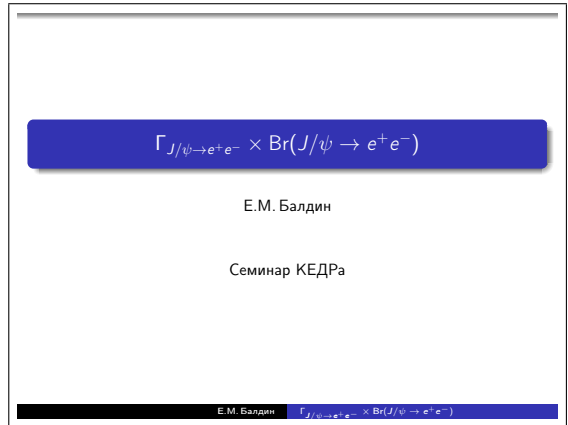 Γ_{J/ψ→e⁺e⁻} × Br(J/ψ → e⁺e⁻)
Е.М. Балдин
Семинар КЕДРа
Е.М. Балдин Γ_{J/ψ→e⁺e⁻} × Br(J/ψ → e⁺e⁻)